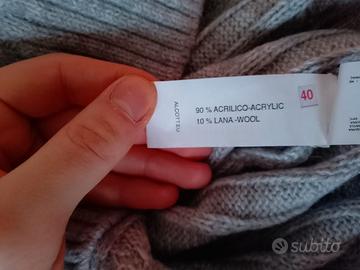 ALCOTT.EU
90 % ACRILICO-ACRYLIC
10 % LANA -WOOL
40
subito